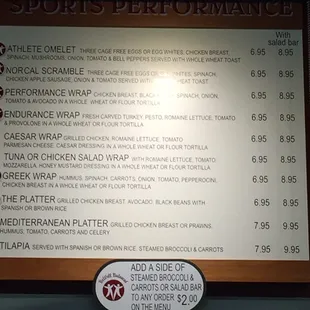 SPORTS PERFORMANCE
With salad bar
ATHLETE OMELET THREE CAGE FREE EGGS OR EGG WHITES, CHICKEN BREAST, 6.95 8.95
SPINACH, MUSHROOMS, ONION, TOMATO & BELL PEPPERS SERVED WITH WHOLE WHEAT TOAST
NORCAL SCRAMBLE THREE CAGE FREE EGGS OR WHITES, SPINACH, 6.95 8.95
CHICKEN APPLE SAUSAGE, ONION & TOMATO SERVED WITH WHEAT TOAST
PERFORMANCE WRAP CHICKEN BREAST, BLACK SPINACH, ONION, 6.95 8.95
TOMATO & AVOCADO IN A WHOLE WHEAT OR FLOUR TORTILLA
ENDURANCE WRAP FRESH CARVED TURKEY, PESTO, ROMAINE LETTUCE, TOMATO 6.95 8.95
& PROVOLONE IN A WHOLE WHEAT OR FLOUR TORTILLA
CAESAR WRAP GRILLED CHICKEN, ROMAINE LETTUCE, TOMATO, 6.95 8.95
PARMESAN CHEESE, CAESAR DRESSING IN A WHOLE WHEAT OR FLOUR TORTILLA
TUNA OR CHICKEN SALAD WRAP WITH ROMAINE LETTUCE, TOMATO, 6.95 8.95
MOZZARELLA, HONEY MUSTARD DRESSING IN A WHOLE WHEAT OR FLOUR TORTILLA
GREEK WRAP HUMMUS, SPINACH, CARROTS, ONION, TOMATO, PEPPERCINI, 6.95 8.95
CHICKEN BREAST IN A WHOLE WHEAT OR FLOUR TORTILLA
THE PLATTER GRILLED CHICKEN BREAST, AVOCADO, BLACK BEANS WITH 6.95 8.95
SPANISH OR BROWN RICE
MEDITERRANEAN PLATTER GRILLED CHICKEN BREAST OR PRAWNS, 7.95 9.95
HUMMUS, TOMATO, CARROTS AND CELERY
TILAPIA SERVED WITH SPANISH OR BROWN RICE, STEAMED BROCCOLI & CARROTS 7.95 9.95
ADD A SIDE OF
STEAMED BROCCOLI &
CARROTS OR SALAD BAR
TO ANY ORDER
ON THE MENU
$2.00